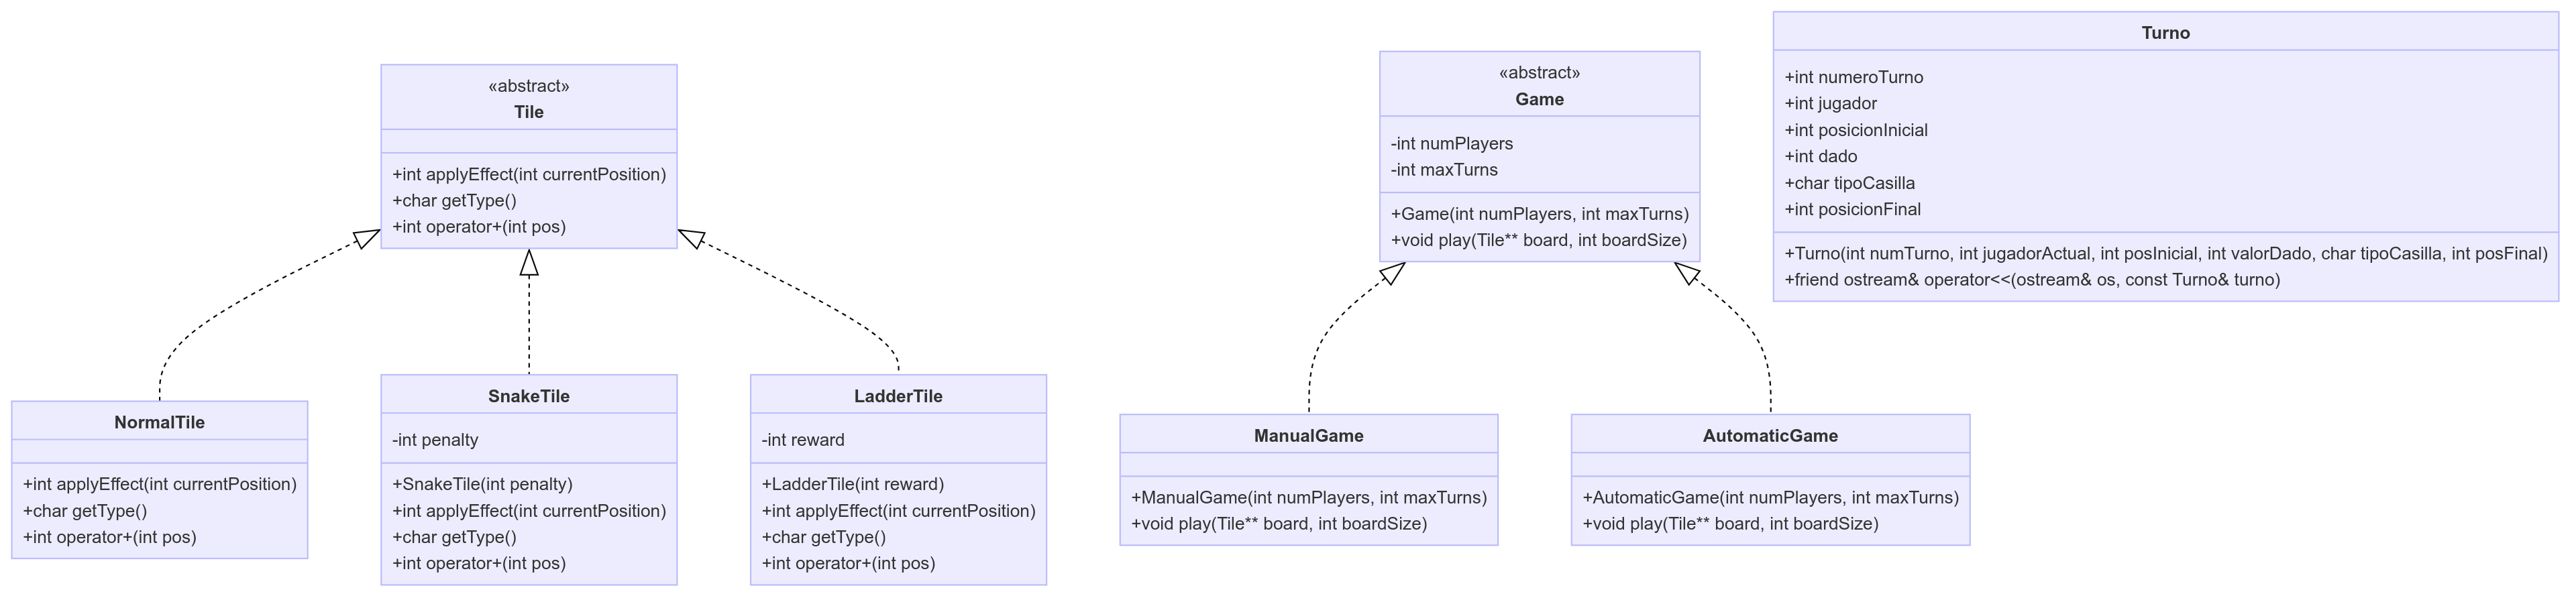 «abstract»
Tile
+int applyEffect(int currentPosition)
+char getType()
+int operator+(int pos)
NormalTile
+int applyEffect(int currentPosition)
+char getType()
+int operator+(int pos)
SnakeTile
-int penalty
+SnakeTile(int penalty)
+int applyEffect(int currentPosition)
+char getType()
+int operator+(int pos)
LadderTile
-int reward
+LadderTile(int reward)
+int applyEffect(int currentPosition)
+char getType()
+int operator+(int pos)
«abstract»
Game
-int numPlayers
-int maxTurns
+Game(int numPlayers, int maxTurns)
+void play(Tile** board, int boardSize)
ManualGame
+ManualGame(int numPlayers, int maxTurns)
+void play(Tile** board, int boardSize)
AutomaticGame
+AutomaticGame(int numPlayers, int maxTurns)
+void play(Tile** board, int boardSize)
Turno
+int numeroTurno
+int jugador
+int posicionInicial
+int dado
+char tipoCasilla
+int posicionFinal
+Turno(int numTurno, int jugadorActual, int posInicial, int valorDado, char tipoCasilla, int posFinal)
+friend ostream& operator<<(ostream& os, const Turno& turno)